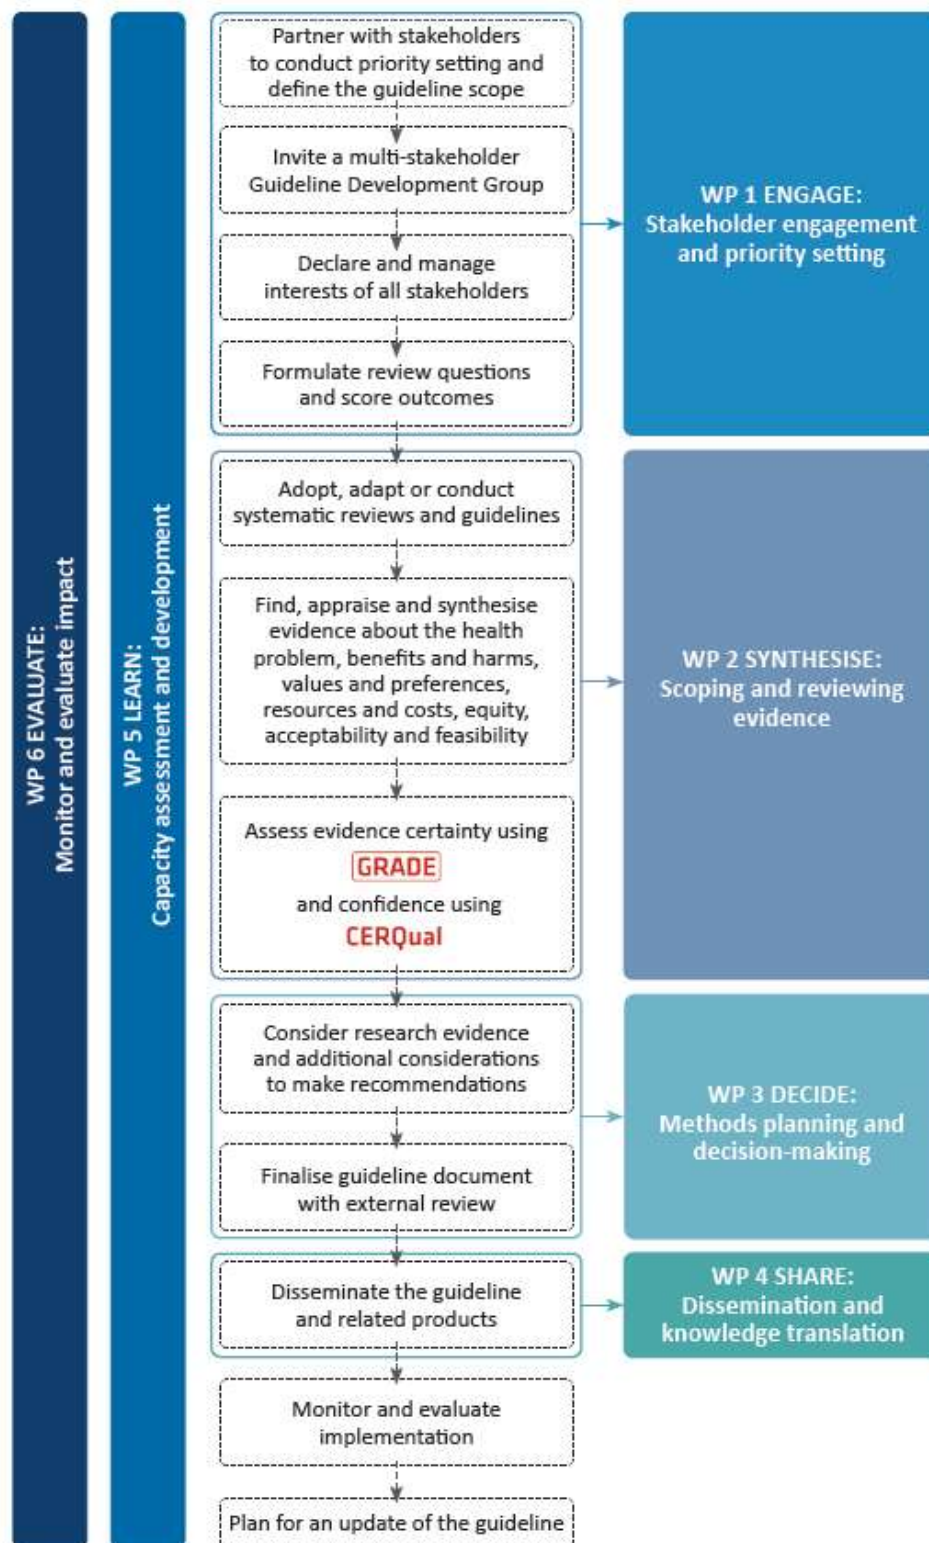 WP 6 EVALUATE:
Monitor and evaluate impact
WP 5 LEARN:
Capacity assessment and development
Partner with stakeholders
to conduct priority setting and
define the guideline scope
Invite a multi-stakeholder
Guideline Development Group
Declare and manage
interests of all stakeholders
Formulate review questions
and score outcomes
WP 1 ENGAGE:
Stakeholder engagement
and priority setting
Adopt, adapt or conduct
systematic reviews and guidelines
Find, appraise and synthesise
evidence about the health
problem, benefits and harms,
values and preferences,
resources and costs, equity,
acceptability and feasibility
Assess evidence certainty using
GRADE
and confidence using
CERQual
WP 2 SYNTHESISE:
Scoping and reviewing
evidence
Consider research evidence
and additional considerations
to make recommendations
Finalise guideline document
with external review
WP 3 DECIDE:
Methods planning and
decision-making
Disseminate the guideline
and related products
WP 4 SHARE:
Dissemination and
knowledge translation
Monitor and evaluate
implementation
Plan for an update of the guideline